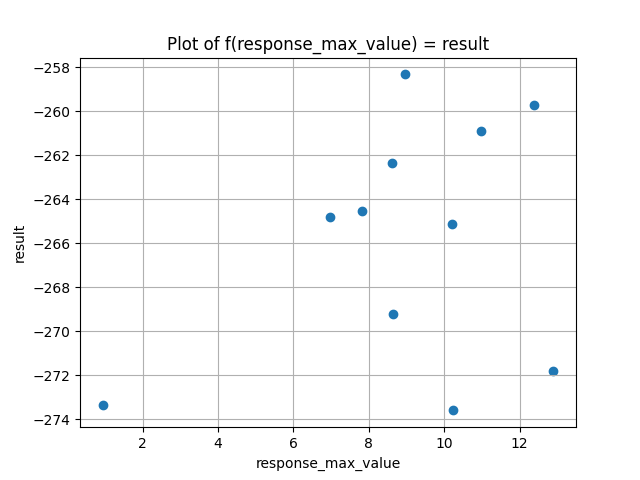 Plot of f(response_max_value) = result
−258
−260
−262
−264
−266
−268
−270
−272
−274
result
2 4 6 8 10 12
response_max_value